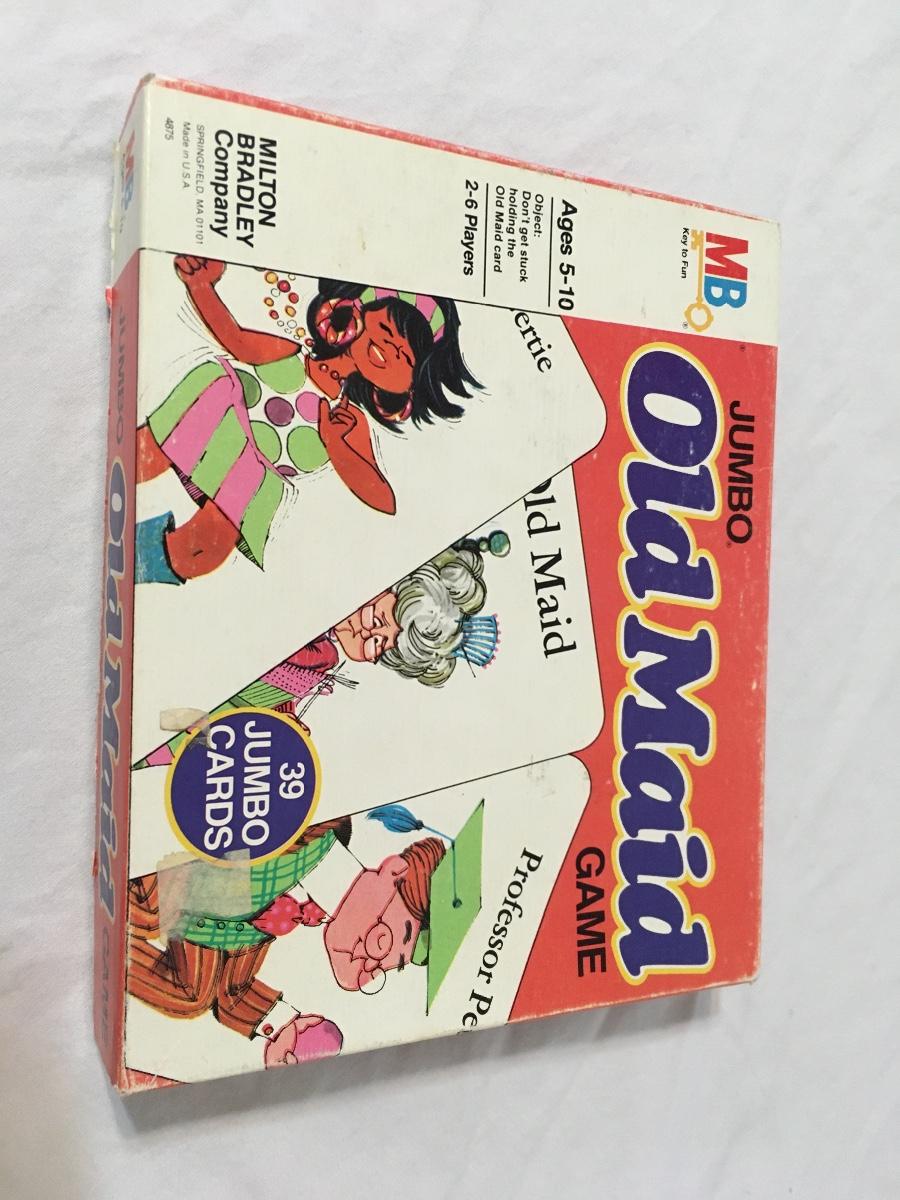 MB®
Key to Fun
JUMBO®
Old Maid®
GAME
Ages 5-10
Object:
Don't get stuck
holding the
Old Maid card
2-6 Players
MILTON
BRADLEY
Company
SPRINGFIELD, MA 01101
Made in U.S.A.
4875
ertie
Old Maid
Professor Pe
39
JUMBO
CARDS
MB
JUMBO Old Maid GAME